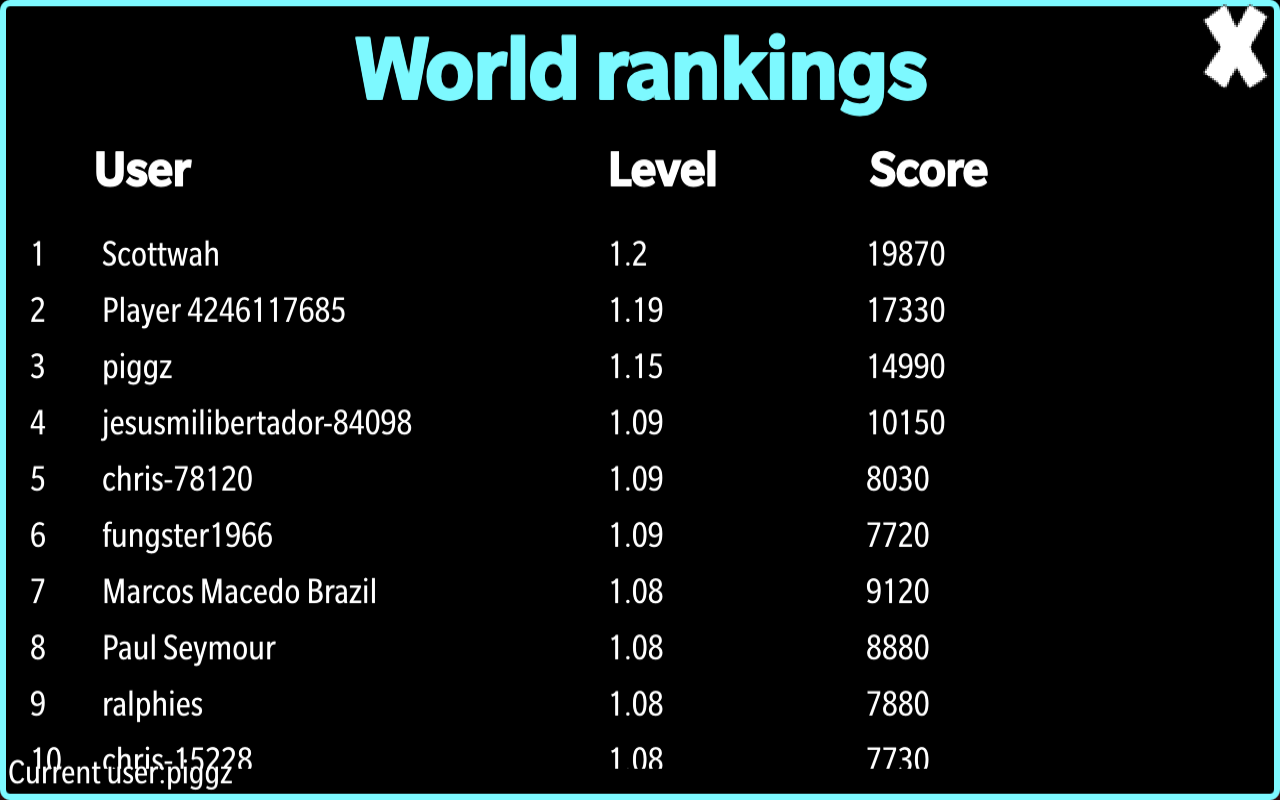 World rankings
X
User Level Score
1 Scottwah 1.2 19870
2 Player 4246117685 1.19 17330
3 piggz 1.15 14990
4 jesusmilibertador-84098 1.09 10150
5 chris-78120 1.09 8030
6 fungster1966 1.09 7720
7 Marcos Macedo Brazil 1.08 9120
8 Paul Seymour 1.08 8880
9 ralphies 1.08 7880
10 chris-15228 1.08 7730
Current user:piggz